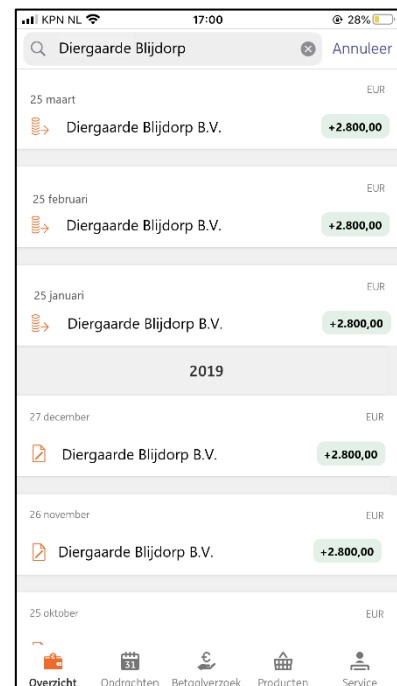 KPN NL 17:00 28%
Diergaarde Blijdorp Annuleer
EUR
25 maart
Diergaarde Blijdorp B.V. +2.800,00
EUR
25 februari
Diergaarde Blijdorp B.V. +2.800,00
EUR
25 januari
Diergaarde Blijdorp B.V. +2.800,00
2019
27 december EUR
Diergaarde Blijdorp B.V. +2.800,00
26 november EUR
Diergaarde Blijdorp B.V. +2.800,00
25 oktober EUR
31 €
Overzicht Opdrachten Betaalverzoek Producten Service